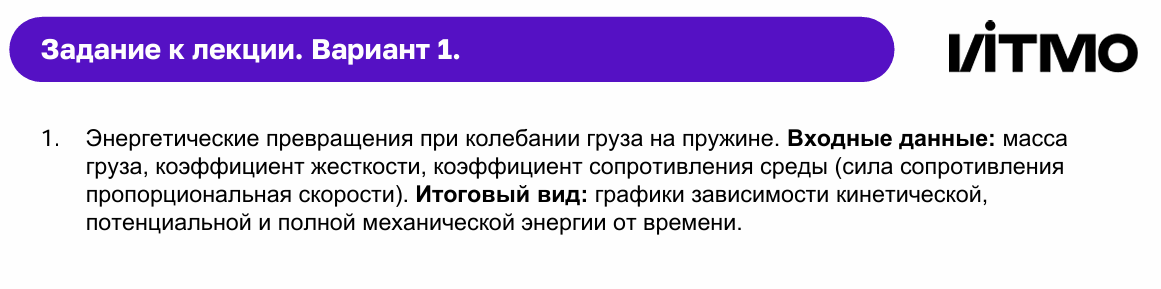 Задание к лекции. Вариант 1.
ИТМО
1. Энергетические превращения при колебании груза на пружине. Входные данные: масса
груза, коэффициент жесткости, коэффициент сопротивления среды (сила сопротивления
пропорциональная скорости). Итоговый вид: графики зависимости кинетической,
потенциальной и полной механической энергии от времени.